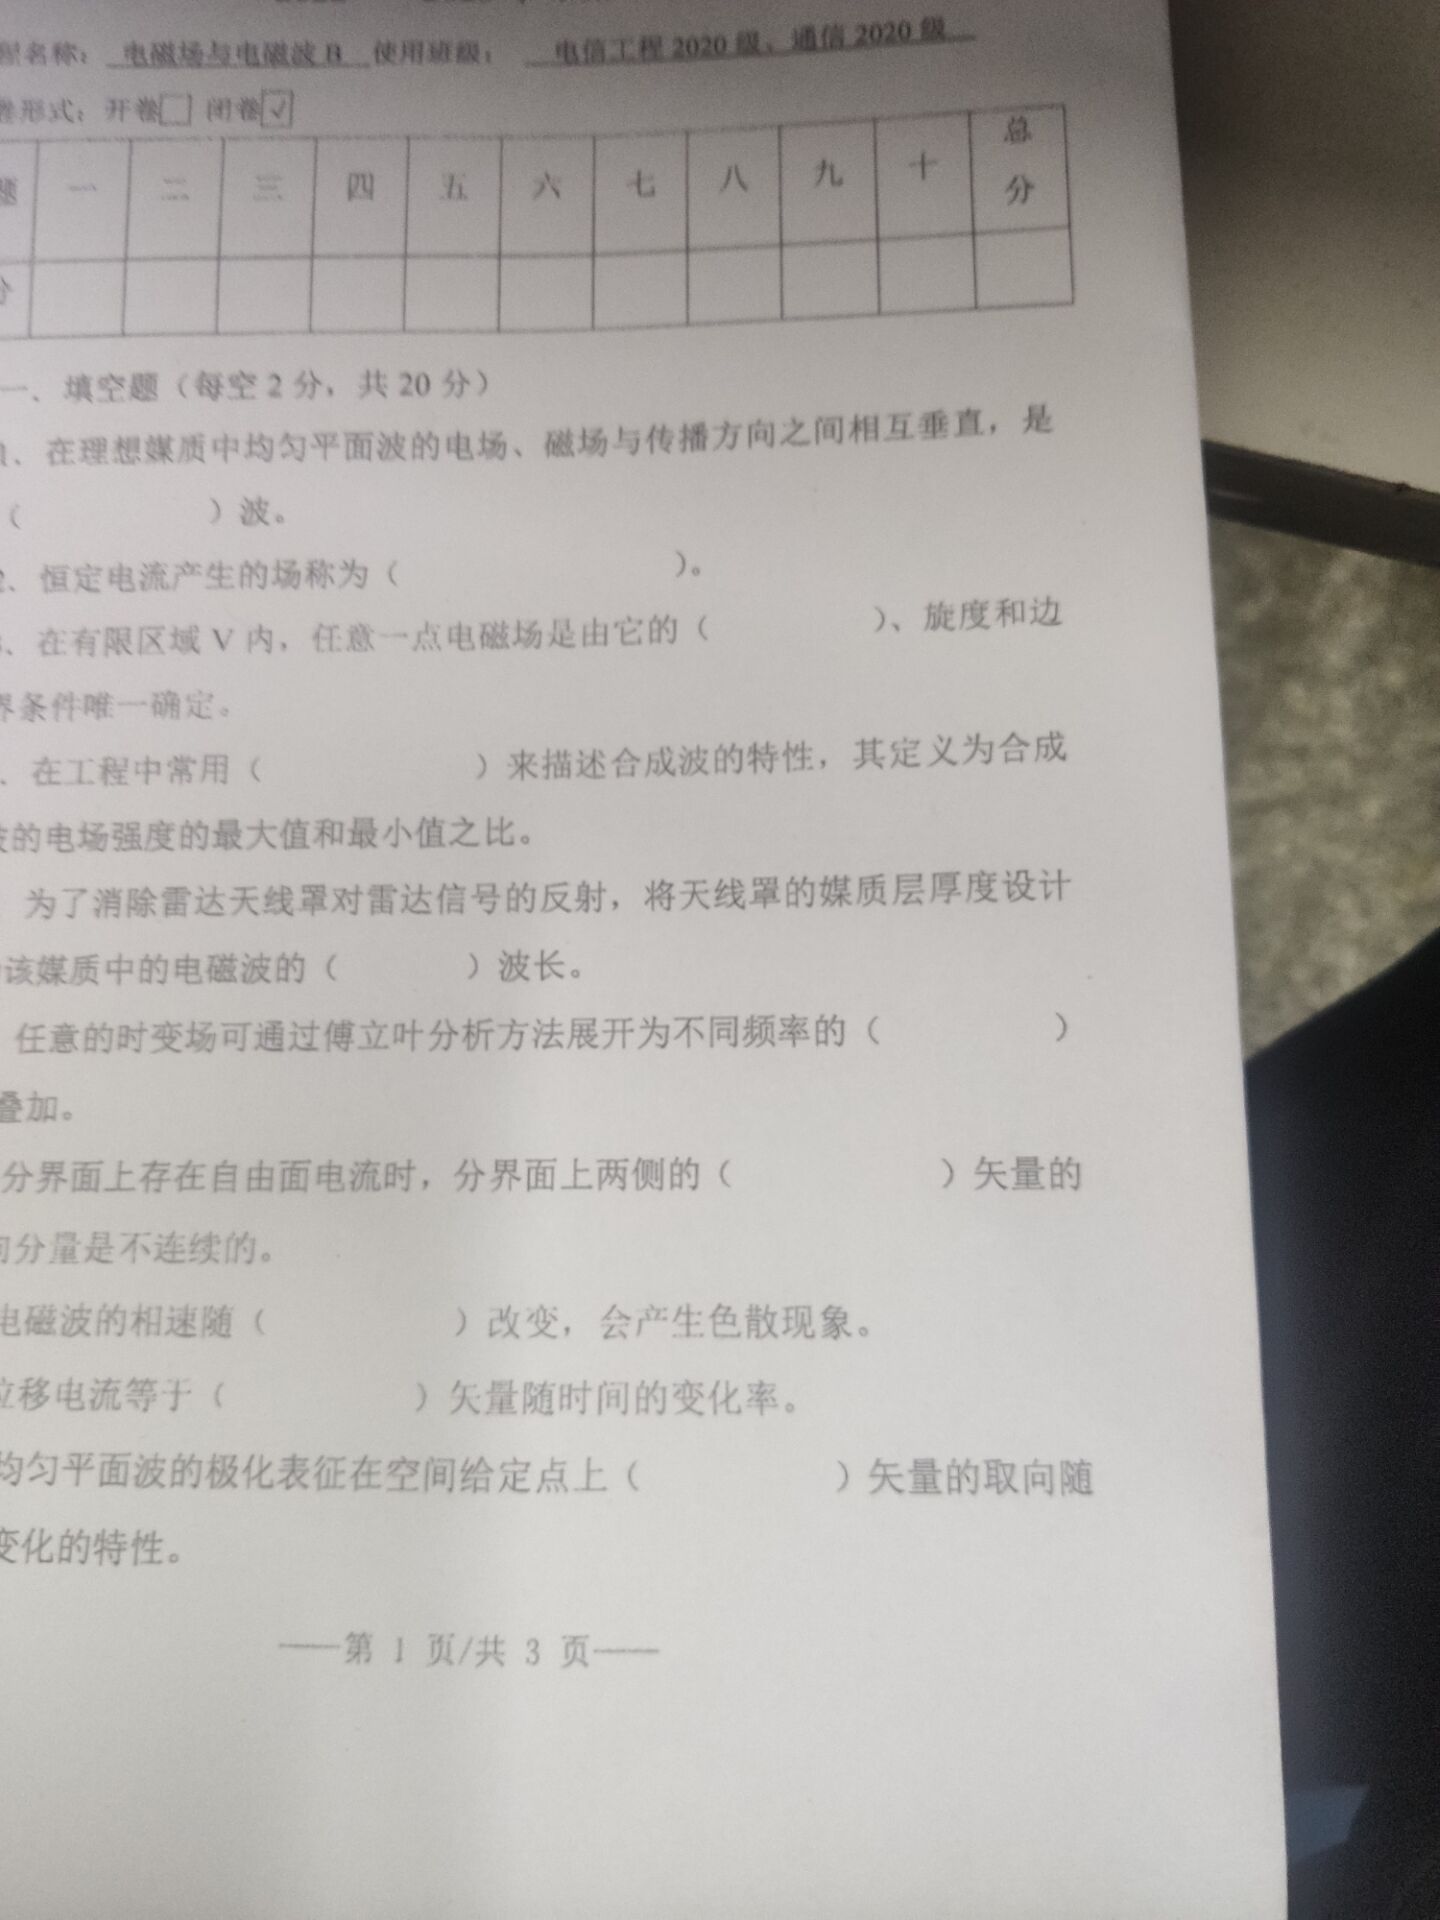 名称： 电磁场与电磁波 B 使用班级： 电信工程 2020 级、通信 2020 级
形式：开卷□ 闭卷☑
题 一 二 三 四 五 六 七 八 九 十 总分
分
一、填空题（每空 2 分，共 20 分）
、在理想媒质中均匀平面波的电场、磁场与传播方向之间相互垂直，是
（ ）波。
、恒定电流产生的场称为（ ）。
、在有限区域 V 内，任意一点电磁场是由它的（ ）、旋度和边
界条件唯一确定。
、在工程中常用（ ）来描述合成波的特性，其定义为合成
波的电场强度的最大值和最小值之比。
为了消除雷达天线罩对雷达信号的反射，将天线罩的媒质层厚度设计
该媒质中的电磁波的（ ）波长。
任意的时变场可通过傅立叶分析方法展开为不同频率的（ ）
叠加。
分界面上存在自由面电流时，分界面上两侧的（ ）矢量的
向分量是不连续的。
电磁波的相速随（ ）改变，会产生色散现象。
位移电流等于（ ）矢量随时间的变化率。
均匀平面波的极化表征在空间给定点上（ ）矢量的取向随
变化的特性。
——第 1 页/共 3 页——